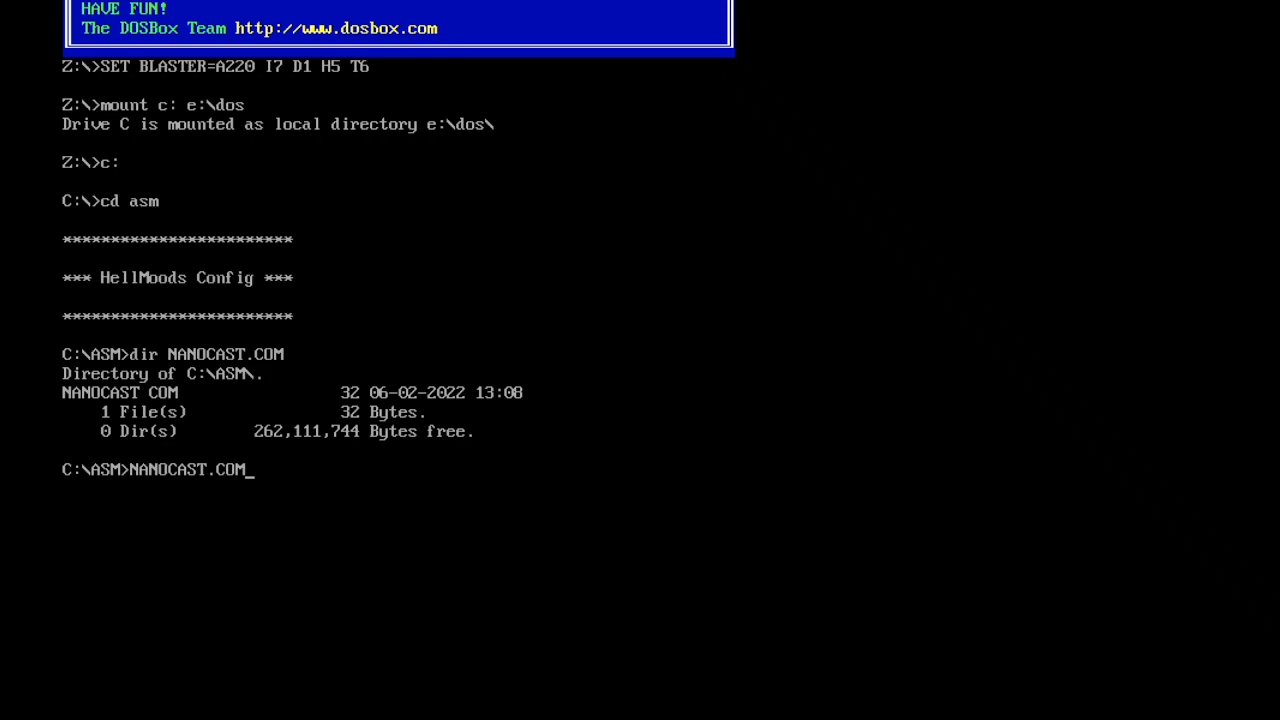 HAVE FUN!
The DOSBox Team http://www.dosbox.com
Z:\>SET BLASTER=A220 I7 D1 H5 T6
Z:\>mount c: e:\dos
Drive C is mounted as local directory e:\dos\
Z:\>c:
C:\>cd asm
************************
*** HellMoods Config ***
************************
C:\ASM>dir NANOCAST.COM
Directory of C:\ASM\.
NANOCAST COM 32 06-02-2022 13:08
1 File(s) 32 Bytes.
0 Dir(s) 262,111,744 Bytes free.
C:\ASM>NANOCAST.COM_